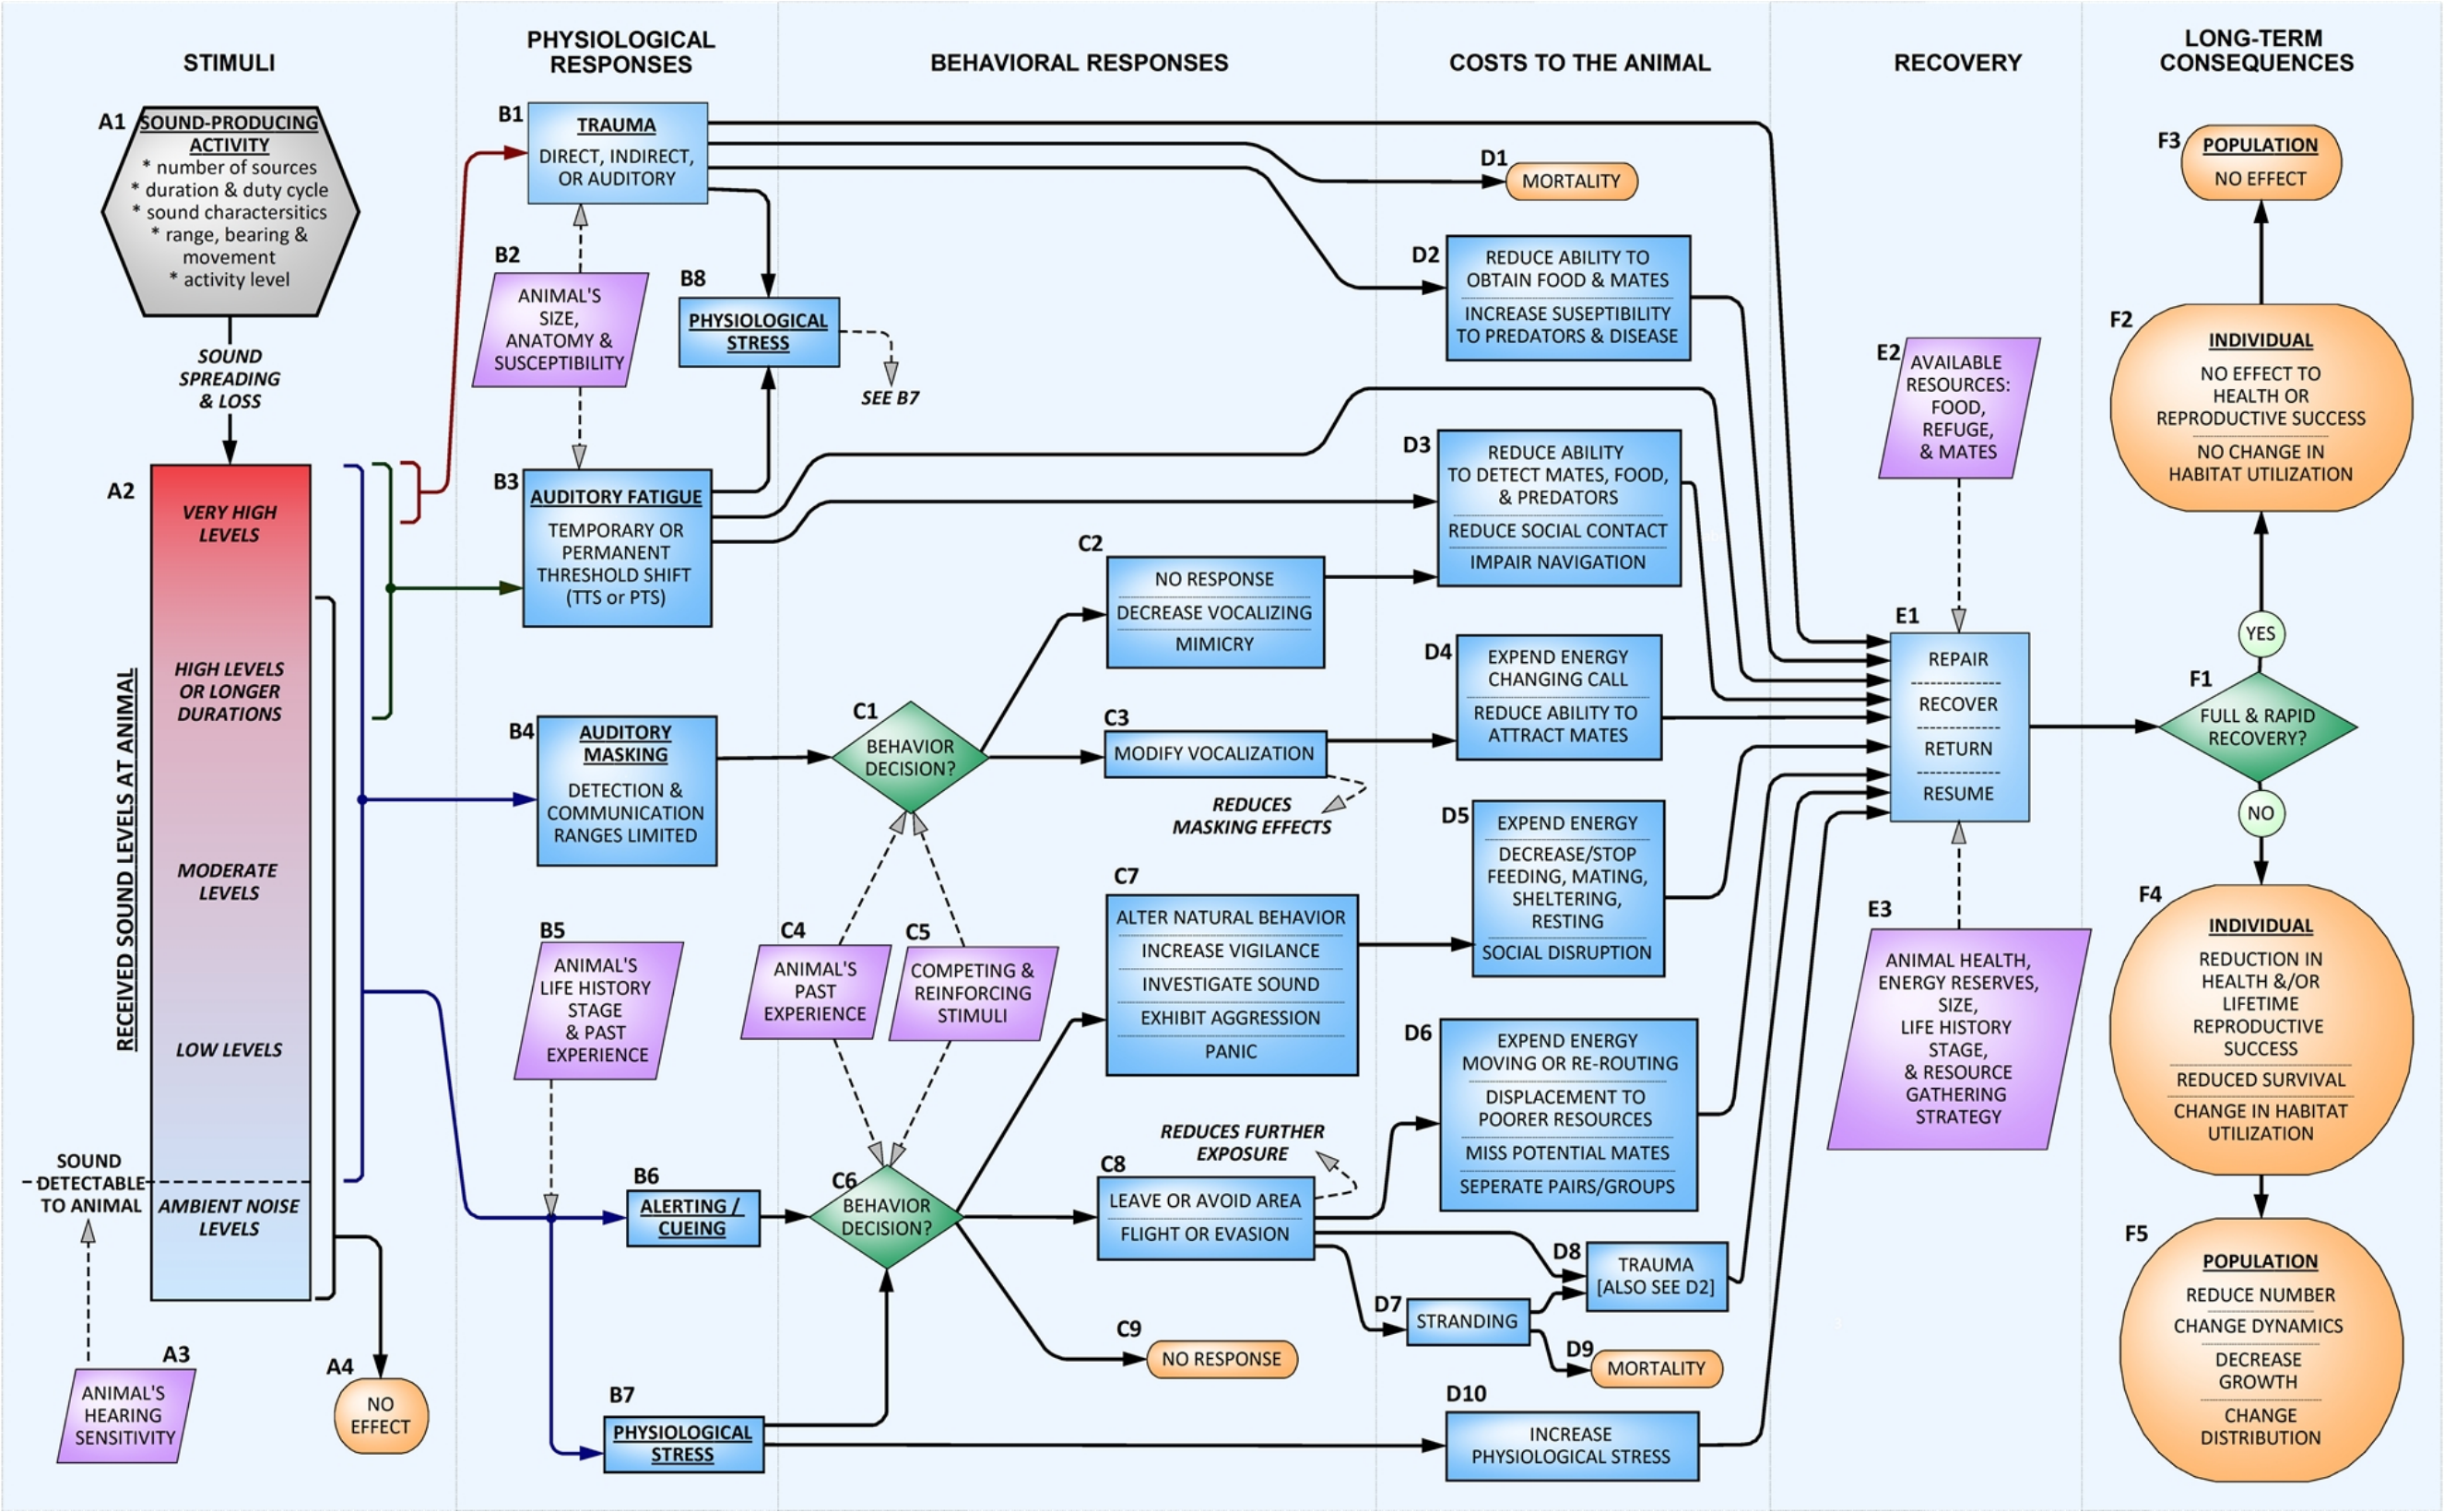 STIMULI
PHYSIOLOGICAL
RESPONSES
BEHAVIORAL RESPONSES
COSTS TO THE ANIMAL
RECOVERY
LONG-TERM
CONSEQUENCES
A1
SOUND-PRODUCING
ACTIVITY
* number of sources
* duration & duty cycle
* sound charactersitics
* range, bearing &
movement
* activity level
SOUND
SPREADING
& LOSS
A2
RECEIVED SOUND LEVELS AT ANIMAL
VERY HIGH
LEVELS
HIGH LEVELS
OR LONGER
DURATIONS
MODERATE
LEVELS
LOW LEVELS
SOUND
DETECTABLE
TO ANIMAL
AMBIENT NOISE
LEVELS
A3
ANIMAL'S
HEARING
SENSITIVITY
A4
NO
EFFECT
B1
TRAUMA
DIRECT, INDIRECT,
OR AUDITORY
B2
ANIMAL'S
SIZE,
ANATOMY &
SUSCEPTIBILITY
B8
PHYSIOLOGICAL
STRESS
SEE B7
B3
AUDITORY FATIGUE
TEMPORARY OR
PERMANENT
THRESHOLD SHIFT
(TTS or PTS)
B4
AUDITORY
MASKING
DETECTION &
COMMUNICATION
RANGES LIMITED
B5
ANIMAL'S
LIFE HISTORY
STAGE
& PAST
EXPERIENCE
B6
ALERTING /
CUEING
B7
PHYSIOLOGICAL
STRESS
C1
BEHAVIOR
DECISION?
C2
NO RESPONSE
DECREASE VOCALIZING
MIMICRY
C3
MODIFY VOCALIZATION
REDUCES
MASKING EFFECTS
C4
ANIMAL'S
PAST
EXPERIENCE
C5
COMPETING &
REINFORCING
STIMULI
C6
BEHAVIOR
DECISION?
C7
ALTER NATURAL BEHAVIOR
INCREASE VIGILANCE
INVESTIGATE SOUND
EXHIBIT AGGRESSION
PANIC
REDUCES FURTHER
EXPOSURE
C8
LEAVE OR AVOID AREA
FLIGHT OR EVASION
C9
NO RESPONSE
D1
MORTALITY
D2
REDUCE ABILITY TO
OBTAIN FOOD & MATES
INCREASE SUSEPTIBILITY
TO PREDATORS & DISEASE
D3
REDUCE ABILITY
TO DETECT MATES, FOOD,
& PREDATORS
REDUCE SOCIAL CONTACT
IMPAIR NAVIGATION
D4
EXPEND ENERGY
CHANGING CALL
REDUCE ABILITY TO
ATTRACT MATES
D5
EXPEND ENERGY
DECREASE/STOP
FEEDING, MATING,
SHELTERING,
RESTING
SOCIAL DISRUPTION
D6
EXPEND ENERGY
MOVING OR RE-ROUTING
DISPLACEMENT TO
POORER RESOURCES
MISS POTENTIAL MATES
SEPERATE PAIRS/GROUPS
D7
STRANDING
D8
TRAUMA
[ALSO SEE D2]
D9
MORTALITY
D10
INCREASE
PHYSIOLOGICAL STRESS
E2
AVAILABLE
RESOURCES:
FOOD,
REFUGE,
& MATES
E1
REPAIR
RECOVER
RETURN
RESUME
E3
ANIMAL HEALTH,
ENERGY RESERVES,
SIZE,
LIFE HISTORY
STAGE,
& RESOURCE
GATHERING
STRATEGY
F3
POPULATION
NO EFFECT
F2
INDIVIDUAL
NO EFFECT TO
HEALTH OR
REPRODUCTIVE SUCCESS
NO CHANGE IN
HABITAT UTILIZATION
YES
F1
FULL & RAPID
RECOVERY?
NO
F4
INDIVIDUAL
REDUCTION IN
HEALTH &/OR
LIFETIME
REPRODUCTIVE
SUCCESS
REDUCED SURVIVAL
CHANGE IN HABITAT
UTILIZATION
F5
POPULATION
REDUCE NUMBER
CHANGE DYNAMICS
DECREASE
GROWTH
CHANGE
DISTRIBUTION